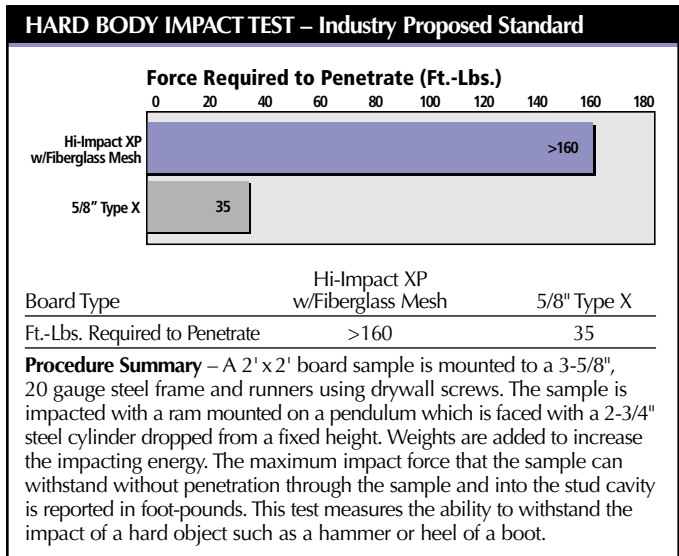 HARD BODY IMPACT TEST – Industry Proposed Standard
Force Required to Penetrate (Ft.-Lbs.)
0 20 40 60 80 100 120 140 160 180
Hi-Impact XP
w/Fiberglass Mesh
>160
5/8” Type X
35
Hi-Impact XP
Board Type w/Fiberglass Mesh 5/8" Type X
Ft.-Lbs. Required to Penetrate >160 35
Procedure Summary – A 2' x 2' board sample is mounted to a 3-5/8",
20 gauge steel frame and runners using drywall screws. The sample is
impacted with a ram mounted on a pendulum which is faced with a 2-3/4"
steel cylinder dropped from a fixed height. Weights are added to increase
the impacting energy. The maximum impact force that the sample can
withstand without penetration through the sample and into the stud cavity
is reported in foot-pounds. This test measures the ability to withstand the
impact of a hard object such as a hammer or heel of a boot.